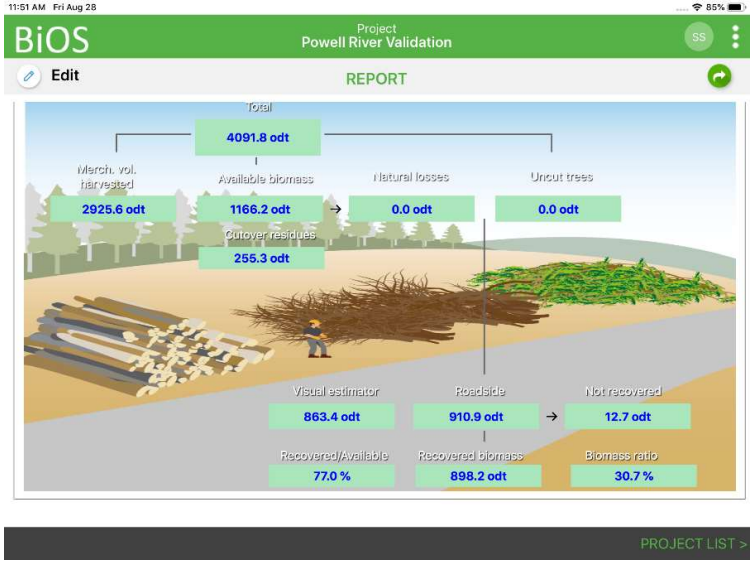 11:51 AM Fri Aug 28
85%
BiOS
Project
Powell River Validation
SS
Edit
REPORT
Total
4091.8 odt
Merch. vol.
harvested
Available biomass
Natural losses
Uncut trees
2925.6 odt
1166.2 odt
→
0.0 odt
0.0 odt
Cutover residues
255.3 odt
Visual estimator
Roadside
Not recovered
863.4 odt
910.9 odt
→
12.7 odt
Recovered/Available
Recovered biomass
Biomass ratio
77.0 %
898.2 odt
30.7 %
PROJECT LIST >